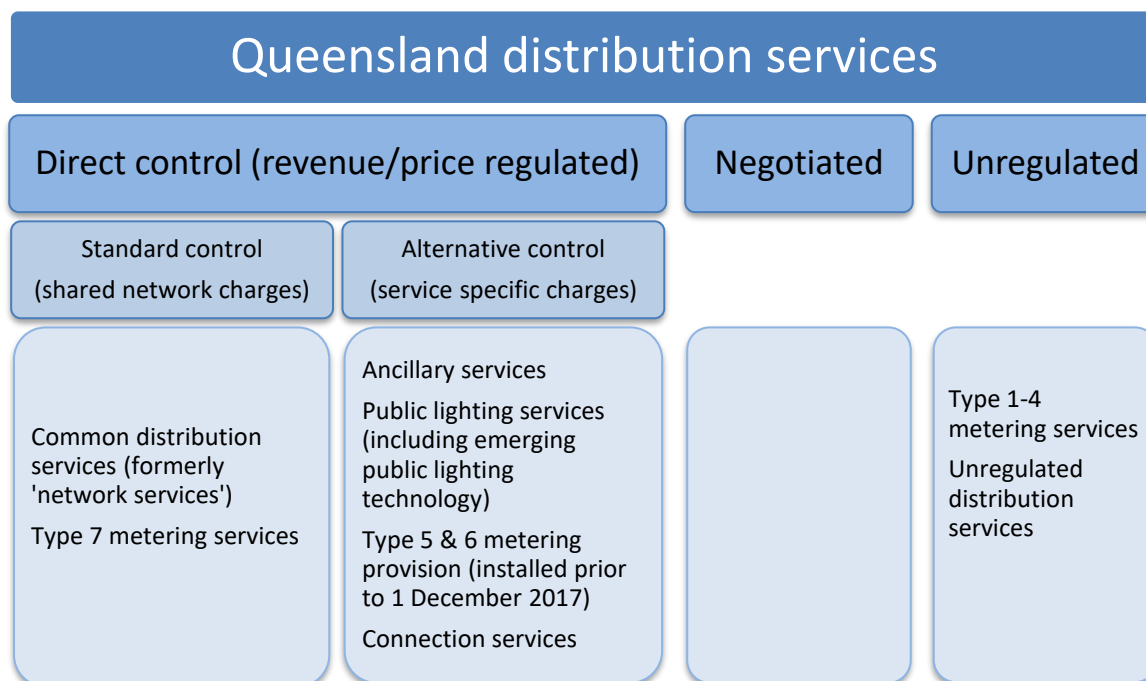 Queensland distribution services
Direct control (revenue/price regulated)
Negotiated
Unregulated
Standard control
(shared network charges)
Alternative control
(service specific charges)
Common distribution
services (formerly
'network services')
Type 7 metering services
Ancillary services
Public lighting services
(including emerging
public lighting
technology)
Type 5 & 6 metering
provision (installed prior
to 1 December 2017)
Connection services
Type 1-4
metering services
Unregulated
distribution
services